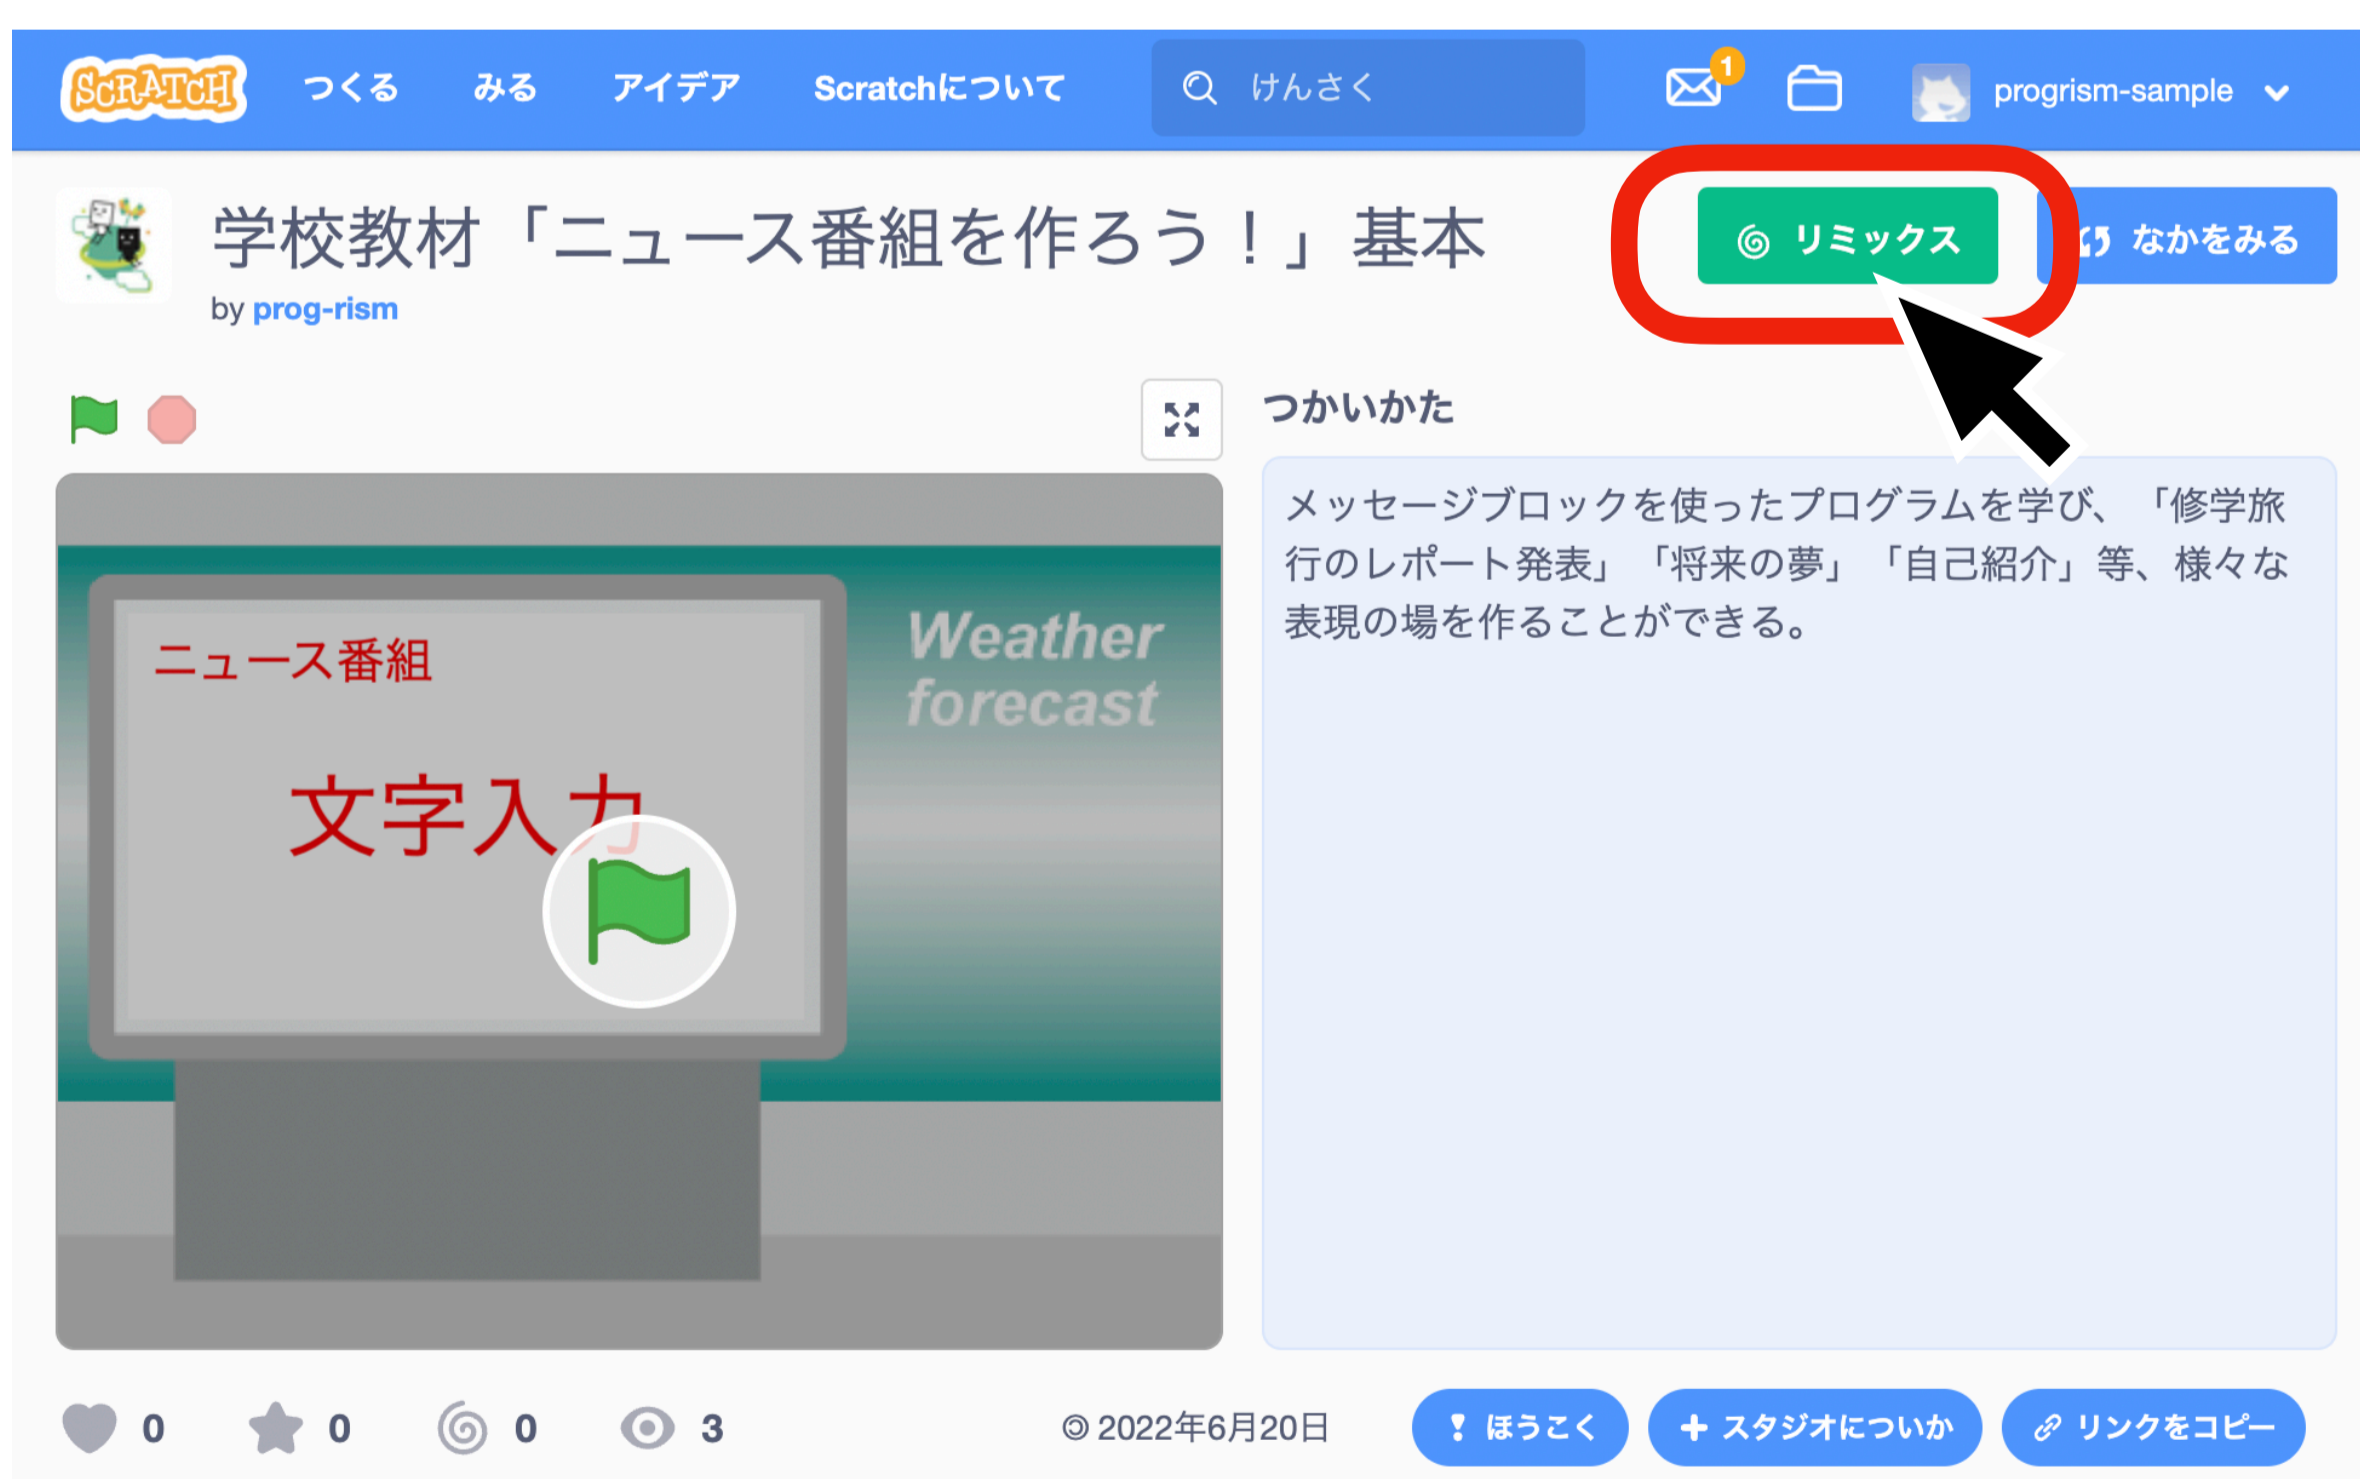 SCRATCH つくる みる アイデア Scratchについて けんさく 1 progrism-sample
学校教材「ニュース番組を作ろう！」基本
by prog-rism
リミックス なかをみる
つかいかた
メッセージブロックを使ったプログラムを学び、「修学旅
行のレポート発表」「将来の夢」「自己紹介」等、様々な
表現の場を作ることができる。
ニュース番組
文字入力
Weather
forecast
0 0 0 3 2022年6月20日 ほうこく スタジオについか リンクをコピー